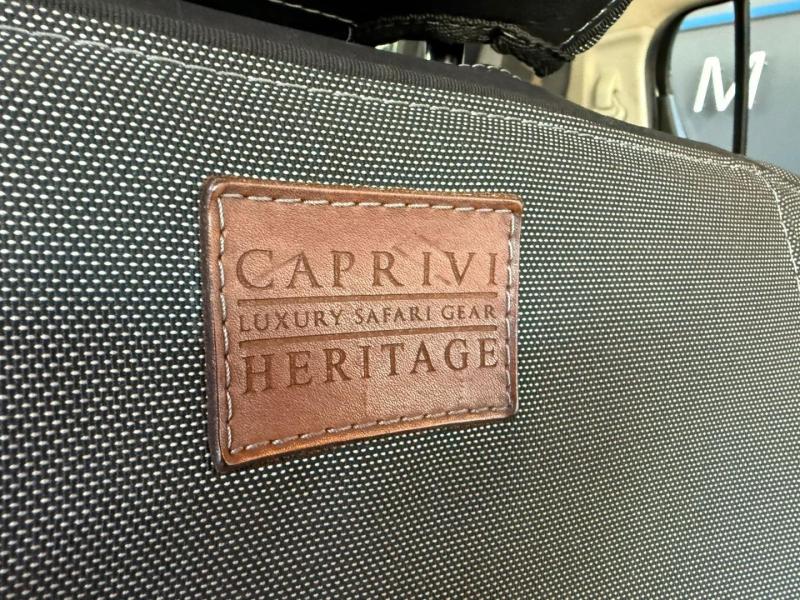 M
CAPRIVI
LUXURY SAFARI GEAR
HERITAGE